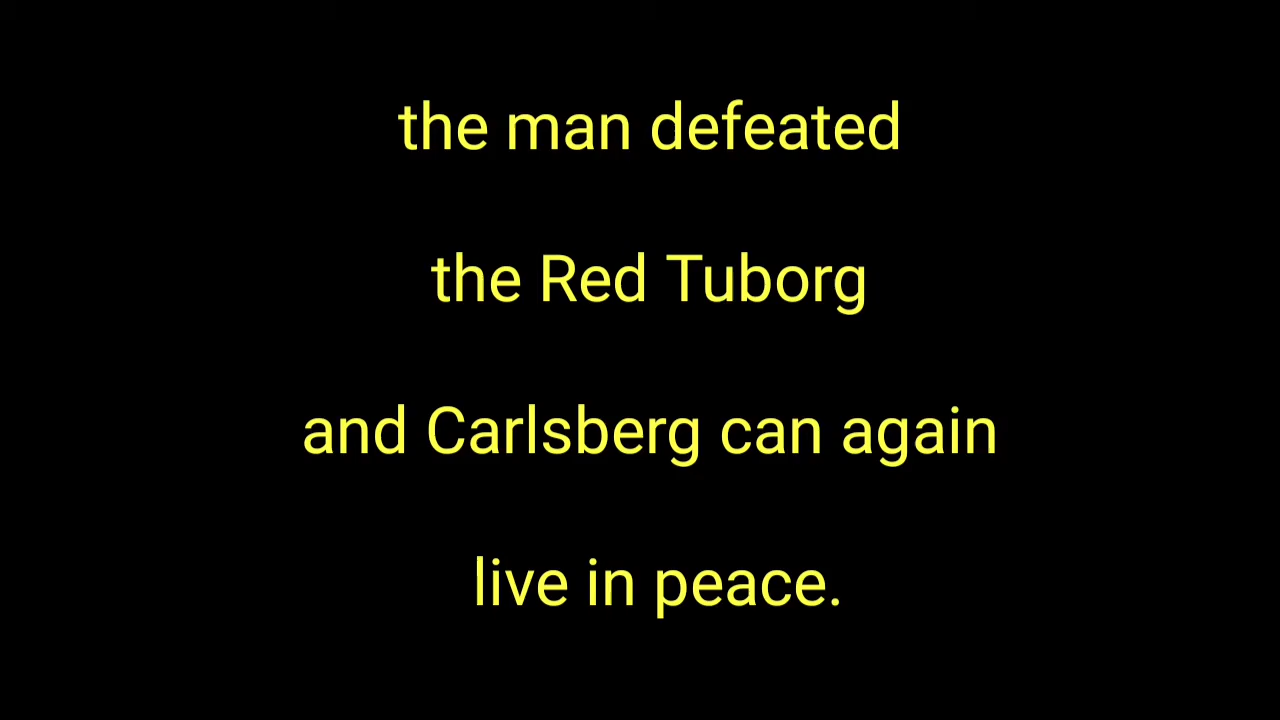 the man defeated
the Red Tuborg
and Carlsberg can again
live in peace.